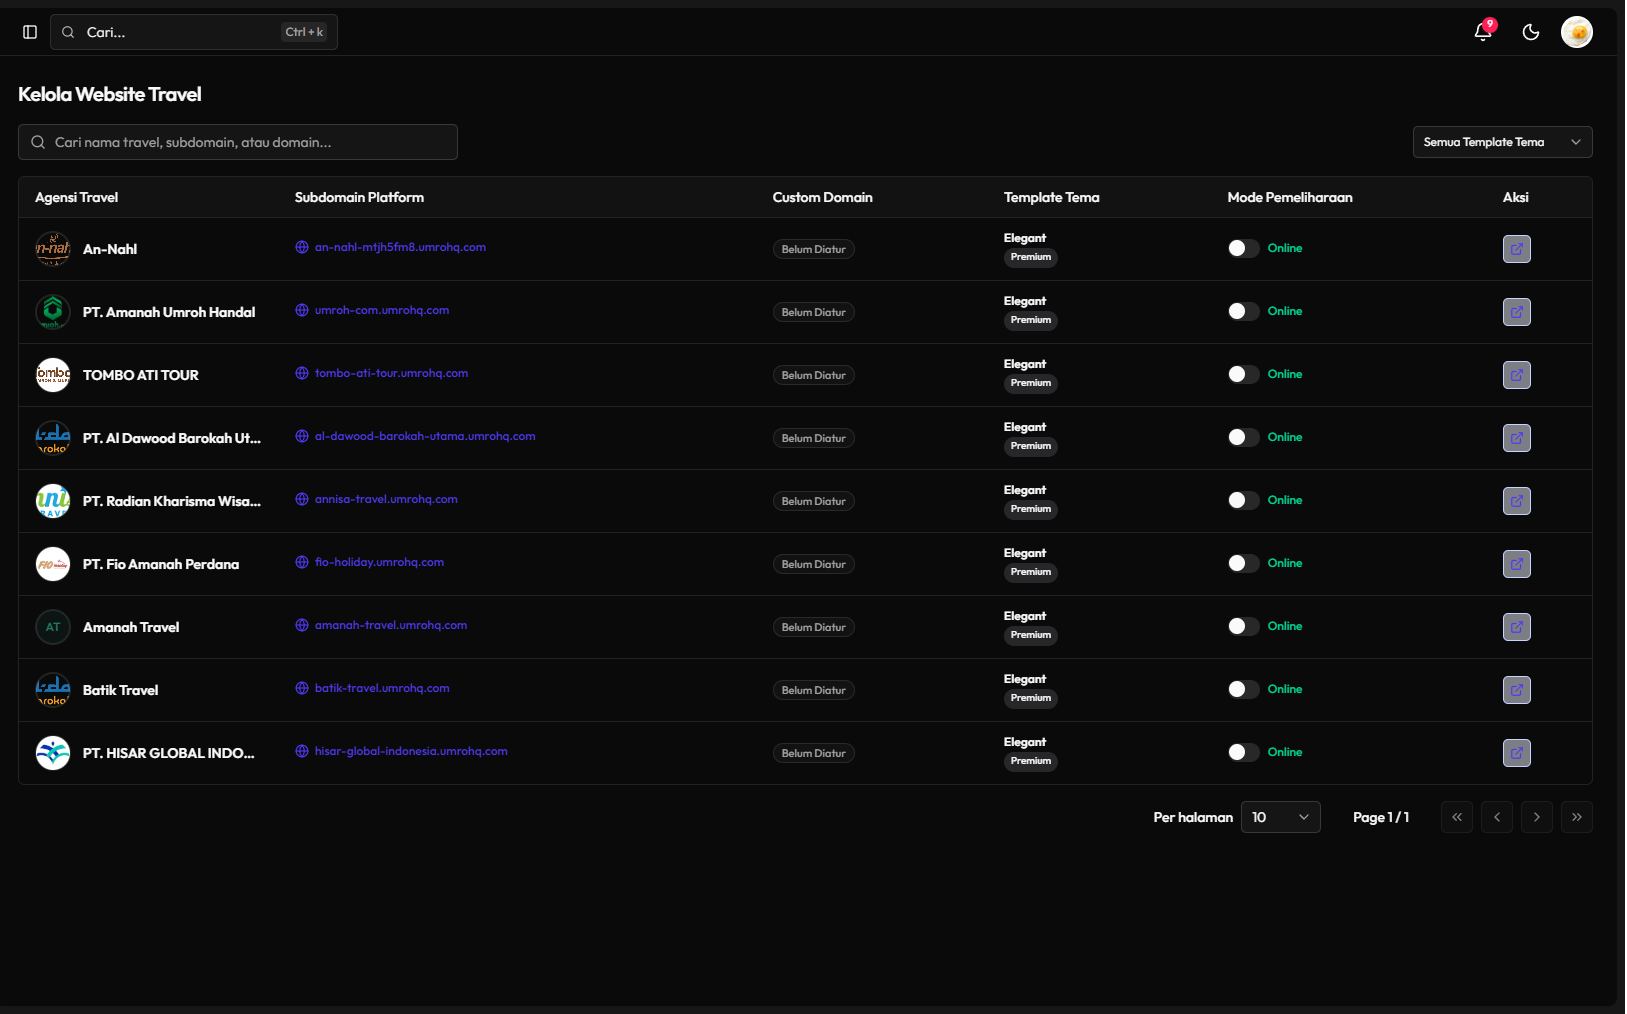 Cari...
Ctrl + k
9
Kelola Website Travel
Cari nama travel, subdomain, atau domain...
Semua Template Tema
Agensi Travel Subdomain Platform Custom Domain Template Tema Mode Pemeliharaan Aksi
An-Nahl an-nahl-mtjh5fm8.umrohq.com Belum Diatur Elegant Premium Online
PT. Amanah Umroh Handal umroh-com.umrohq.com Belum Diatur Elegant Premium Online
TOMBO ATI TOUR tombo-ati-tour.umrohq.com Belum Diatur Elegant Premium Online
PT. Al Dawood Barokah Ut... al-dawood-barokah-utama.umrohq.com Belum Diatur Elegant Premium Online
PT. Radian Kharisma Wisa... annisa-travel.umrohq.com Belum Diatur Elegant Premium Online
FIO PT. Fio Amanah Perdana fio-holiday.umrohq.com Belum Diatur Elegant Premium Online
AT Amanah Travel amanah-travel.umrohq.com Belum Diatur Elegant Premium Online
Batik Travel batik-travel.umrohq.com Belum Diatur Elegant Premium Online
PT. HISAR GLOBAL INDO... hisar-global-indonesia.umrohq.com Belum Diatur Elegant Premium Online
Per halaman 10 Page 1 / 1